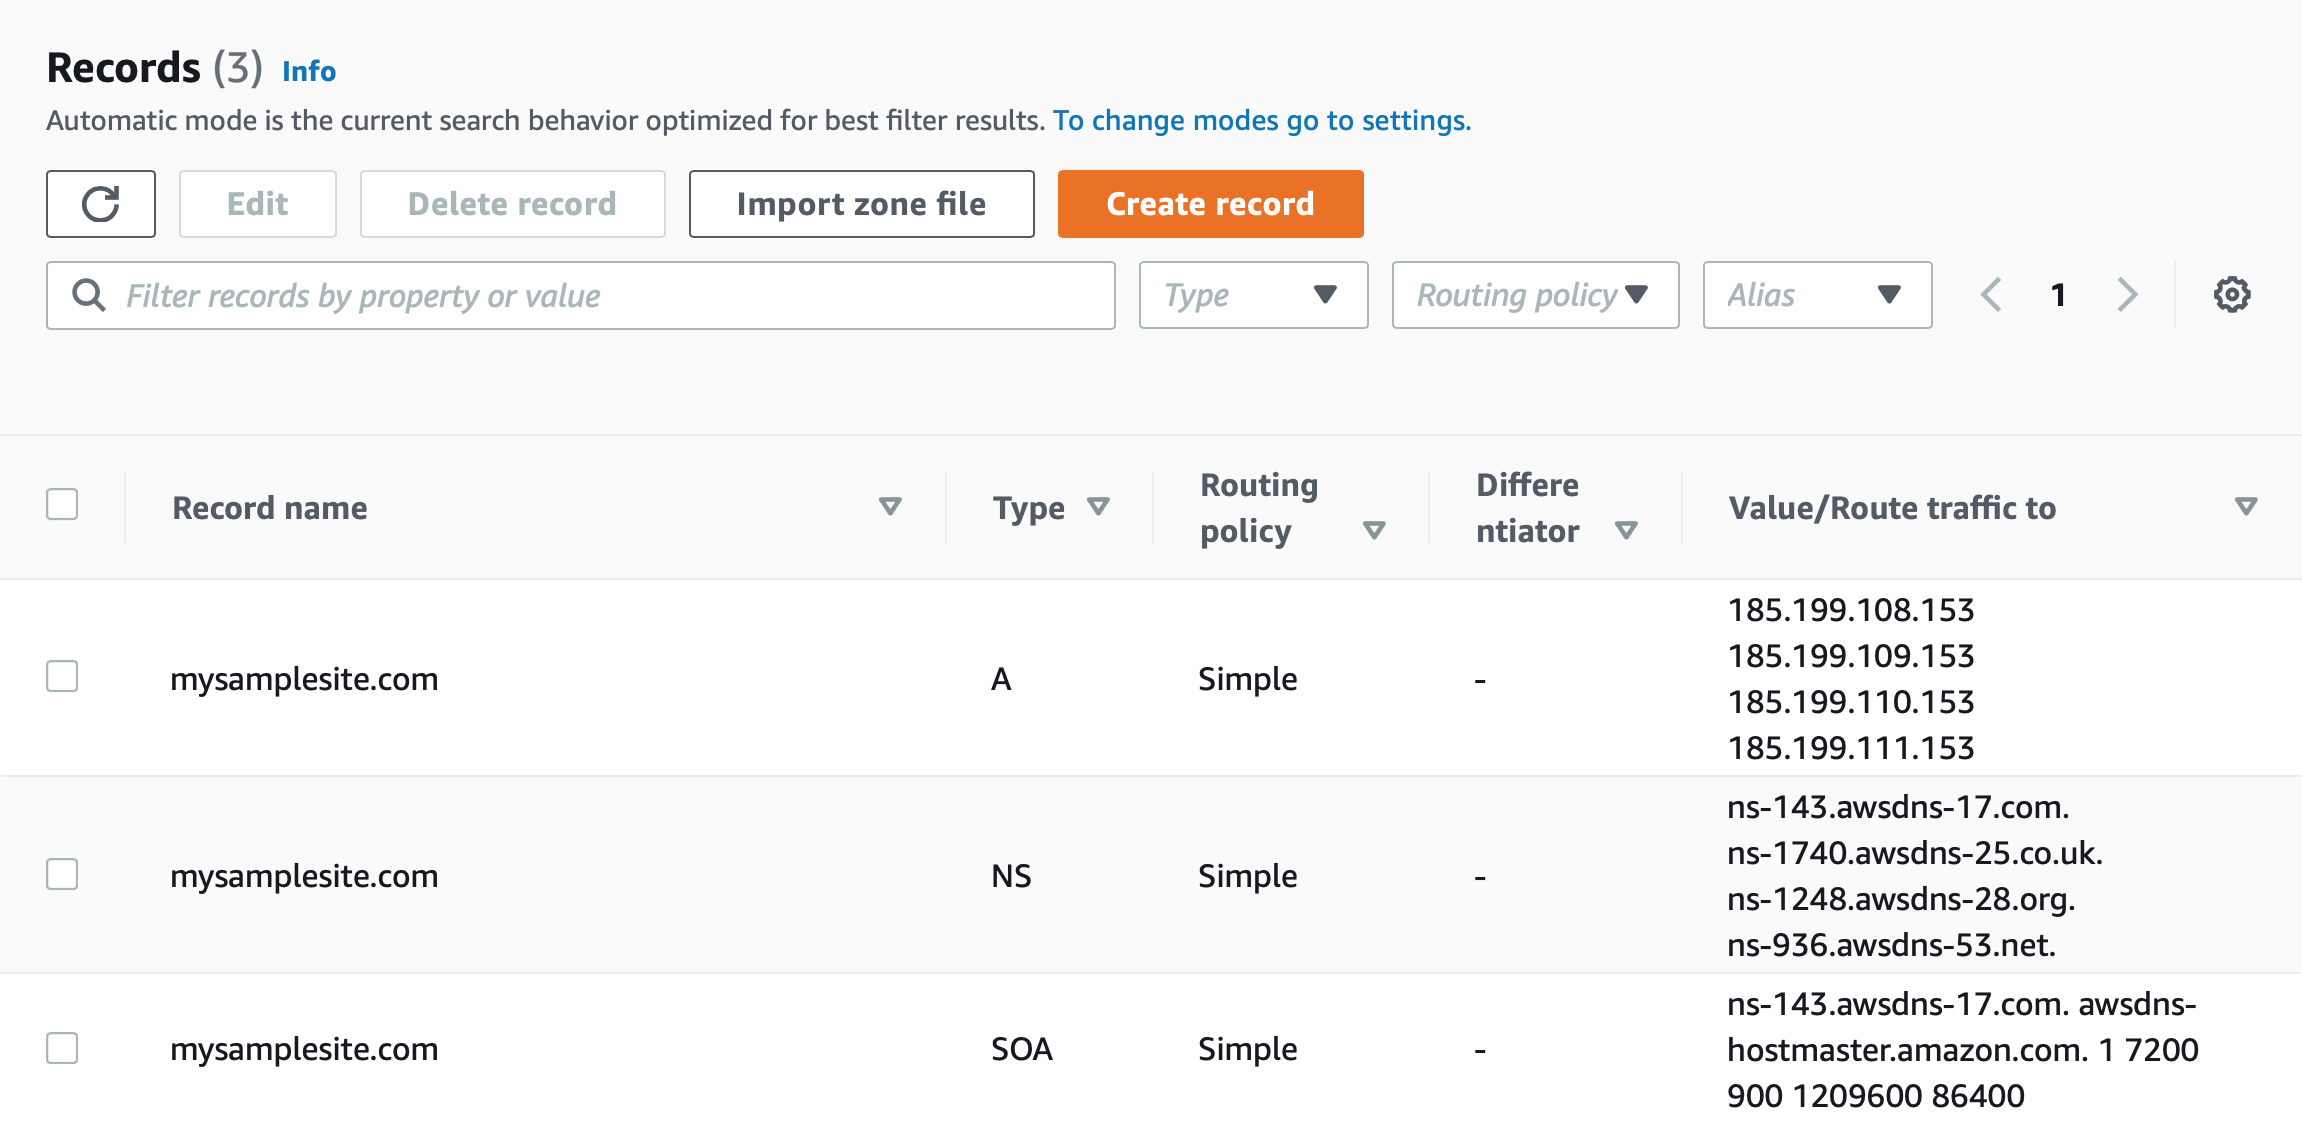 Records (3) Info
Automatic mode is the current search behavior optimized for best filter results. To change modes go to settings.
Edit Delete record Import zone file Create record
Filter records by property or value Type Routing policy Alias 1
Record name Type Routing policy Differentiator Value/Route traffic to
mysamplesite.com A Simple - 185.199.108.153
185.199.109.153
185.199.110.153
185.199.111.153
mysamplesite.com NS Simple - ns-143.awsdns-17.com.
ns-1740.awsdns-25.co.uk.
ns-1248.awsdns-28.org.
ns-936.awsdns-53.net.
mysamplesite.com SOA Simple - ns-143.awsdns-17.com. awsdns-
hostmaster.amazon.com. 1 7200
900 1209600 86400